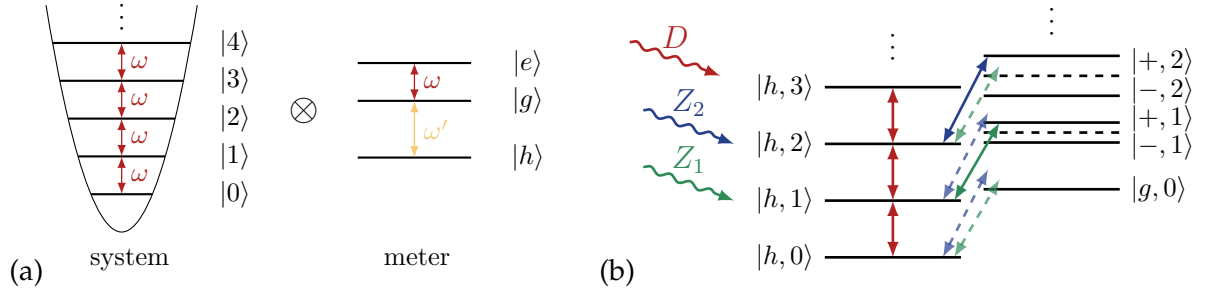 |4⟩
|3⟩
|2⟩
|1⟩
|0⟩
ω
ω
ω
ω
⊗
|e⟩
|g⟩
|h⟩
ω
ω′
(a)
system
meter
D
Z₂
Z₁
|h, 3⟩
|h, 2⟩
|h, 1⟩
|h, 0⟩
|+, 2⟩
|−, 2⟩
|+, 1⟩
|−, 1⟩
|g, 0⟩
(b)